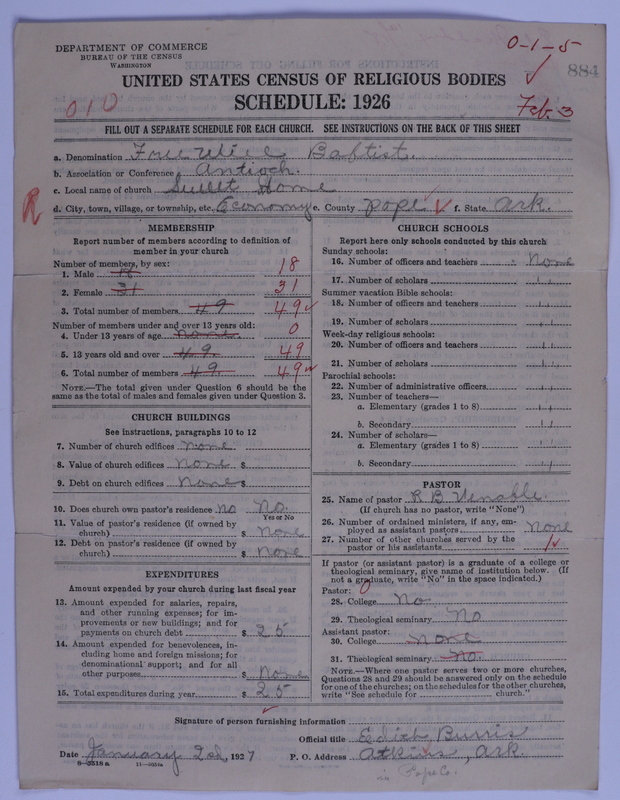 DEPARTMENT OF COMMERCE
BUREAU OF THE CENSUS
WASHINGTON
0-1-5
884
010
UNITED STATES CENSUS OF RELIGIOUS BODIES
SCHEDULE: 1926
Feb. 3
FILL OUT A SEPARATE SCHEDULE FOR EACH CHURCH. SEE INSTRUCTIONS ON THE BACK OF THIS SHEET
a. Denomination Free Will Baptist.
b. Association or Conference Antioch.
c. Local name of church Sweet Home
R
d. City, town, village, or township, etc. Economy e. County Pope f. State Ark.
MEMBERSHIP
Report number of members according to definition of
member in your church
Number of members, by sex:
1. Male 18 18
2. Female 31 31
3. Total number of members 49 49
Number of members under and over 13 years old:
4. Under 13 years of age none. 0
5. 13 years old and over 49. 49
6. Total number of members 49. 49
NOTE.—The total given under Question 6 should be the
same as the total of males and females given under Question 3.
CHURCH BUILDINGS
See instructions, paragraphs 10 to 12
7. Number of church edifices none
8. Value of church edifices none $
9. Debt on church edifices none $
10. Does church own pastor's residence no No.
Yes or No
11. Value of pastor's residence (if owned by
church) $ None
12. Debt on pastor's residence (if owned by
church) $ None
EXPENDITURES
Amount expended by your church during last fiscal year
13. Amount expended for salaries, repairs,
and other running expenses; for im-
provements or new buildings; and for
payments on church debt $ 25
14. Amount expended for benevolences, in-
cluding home and foreign missions; for
denominational support; and for all
other purposes $ None
15. Total expenditures during year $ 25
CHURCH SCHOOLS
Report here only schools conducted by this church
Sunday schools:
16. Number of officers and teachers None
17. Number of scholars ,,
Summer vacation Bible schools:
18. Number of officers and teachers ,,
19. Number of scholars ,,
Week-day religious schools:
20. Number of officers and teachers ,,
21. Number of scholars ,,
Parochial schools:
22. Number of administrative officers ,,
23. Number of teachers—
a. Elementary (grades 1 to 8) ,,
b. Secondary ,,
24. Number of scholars—
a. Elementary (grades 1 to 8) ,,
b. Secondary ,,
PASTOR
25. Name of pastor R B Venable.
(If church has no pastor, write "None")
26. Number of ordained ministers, if any, em-
ployed as assistant pastors None
27. Number of other churches served by the
pastor or his assistants 1
If pastor (or assistant pastor) is a graduate of a college or
theological seminary, give name of institution below. (If
not a graduate, write "No" in the space indicated.)
Pastor: 0
28. College No
29. Theological seminary No
Assistant pastor:
30. College none
31. Theological seminary No.
NOTE.—Where one pastor serves two or more churches,
Questions 28 and 29 should be answered only on the schedule
for one of the churches; on the schedules for the other churches,
write "See schedule for church."
Signature of person furnishing information
Official title Edith Burris
Date January 2d, 1927 P. O. Address Atkins, Ark.
in Pope Co.